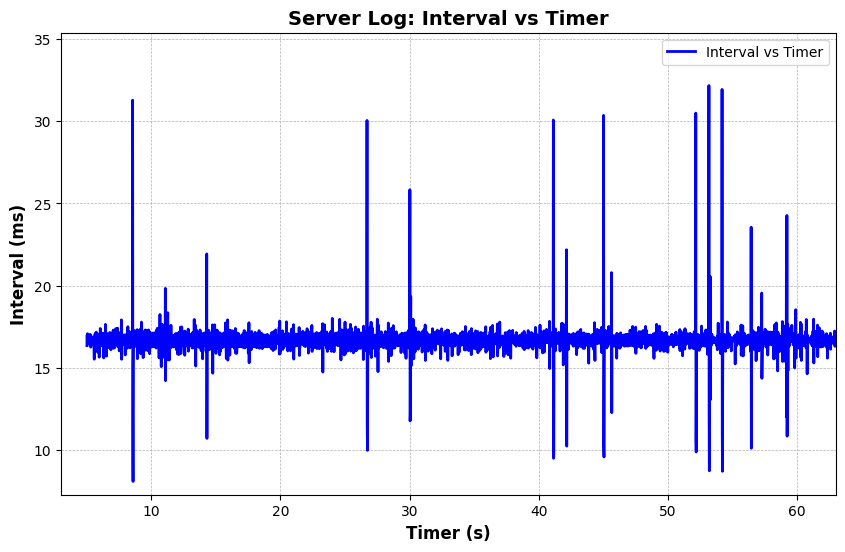 Server Log: Interval vs Timer
Interval vs Timer
35
30
25
20
15
10
Interval (ms)
10 20 30 40 50 60
Timer (s)